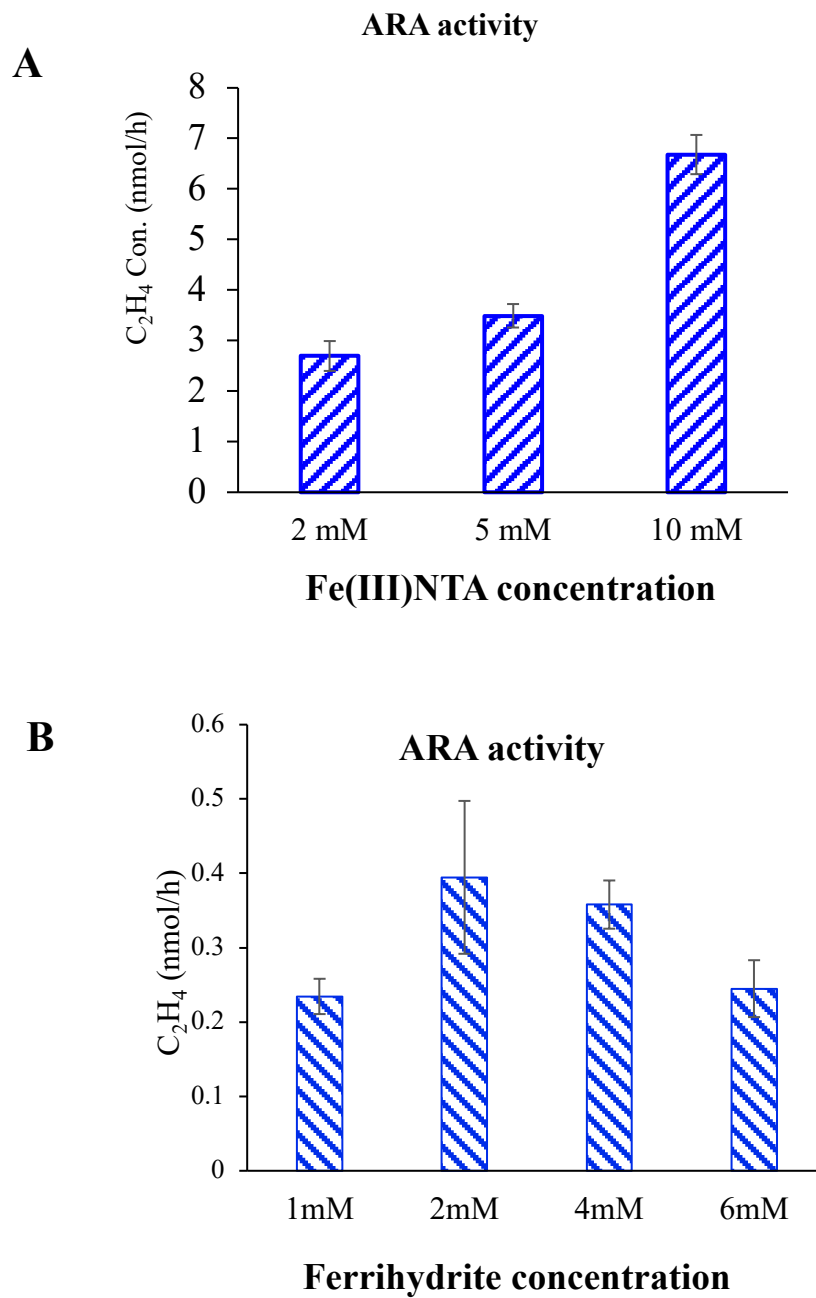 ARA activity
A
C₂H₄ Con. (nmol/h)
8
7
6
5
4
3
2
1
0
2 mM 5 mM 10 mM
Fe(III)NTA concentration
B
ARA activity
C₂H₄ (nmol/h)
0.6
0.5
0.4
0.3
0.2
0.1
0
1mM 2mM 4mM 6mM
Ferrihydrite concentration